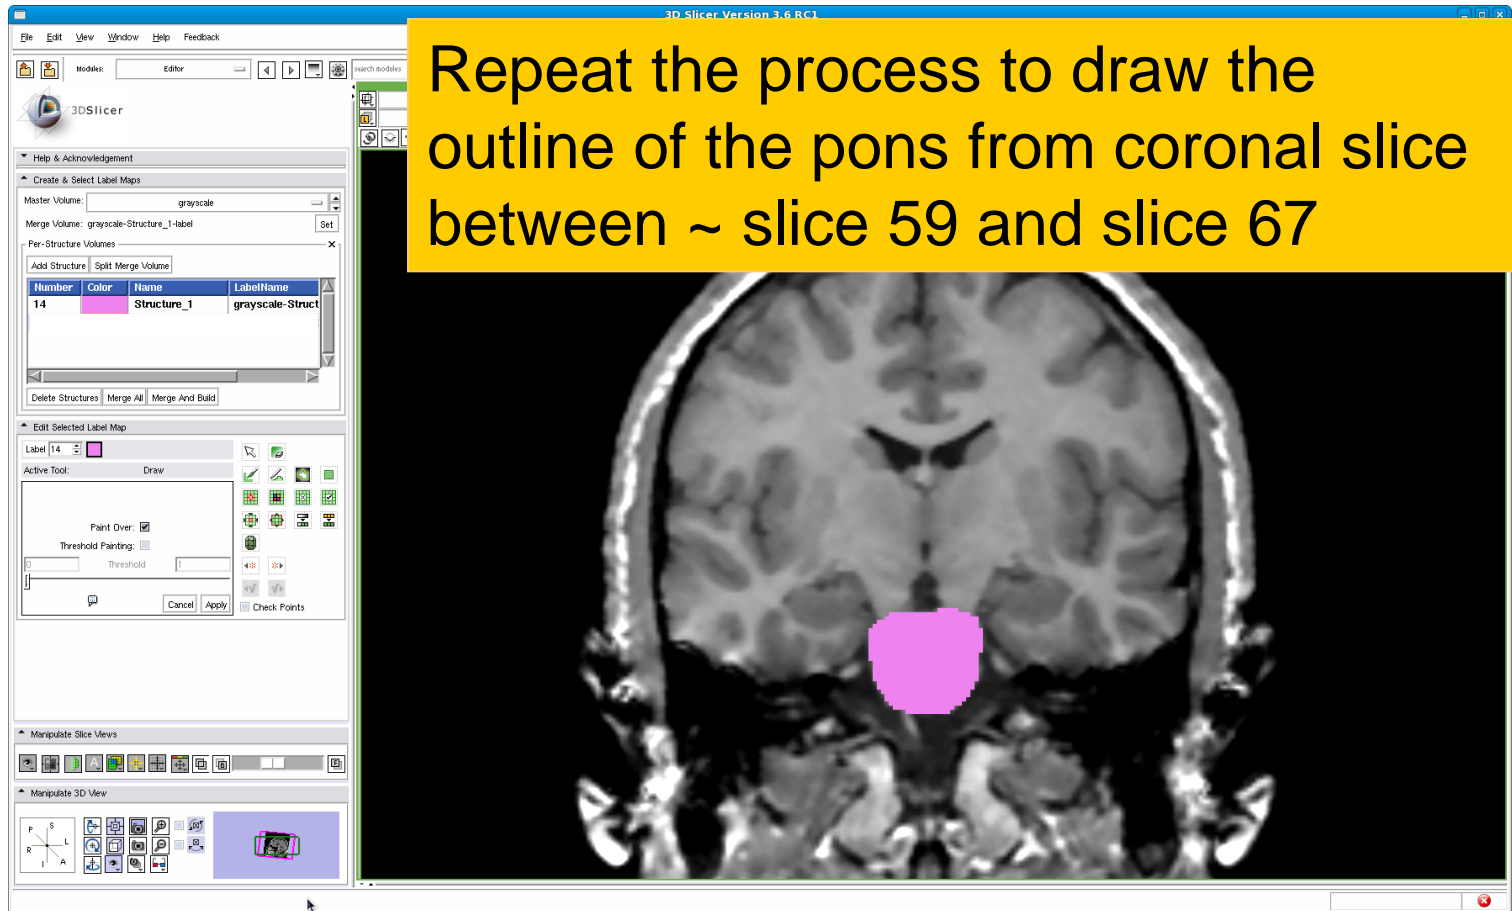 3D Slicer Version 3.6 RC1
File Edit View Window Help Feedback
Modules: Editor search modules
3DSlicer
Repeat the process to draw the
outline of the pons from coronal slice
between ~ slice 59 and slice 67
Help & Acknowledgement
Create & Select Label Maps
Master Volume: grayscale
Merge Volume: grayscale-Structure_1-label Set
Per-Structure Volumes
Add Structure Split Merge Volume
Number Color Name LabelName
14 Structure_1 grayscale-Struct
Delete Structures Merge All Merge And Build
Edit Selected Label Map
Label 14
Active Tool: Draw
Paint Over:
Threshold Painting:
0 Threshold 1
Cancel Apply
Check Points
Manipulate Slice Views
Manipulate 3D View
P S
R L
I A